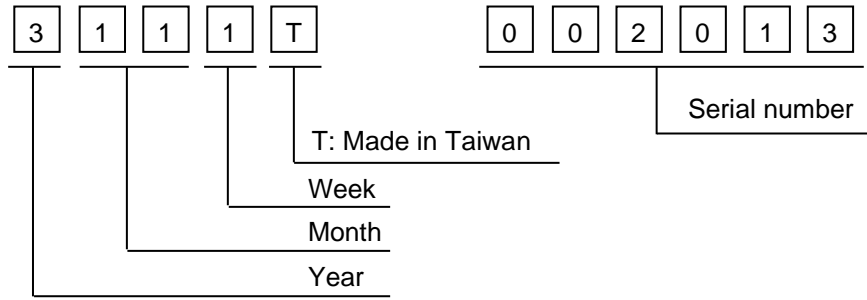 3 1 1 1 T 0 0 2 0 1 3
Serial number
T: Made in Taiwan
Week
Month
Year